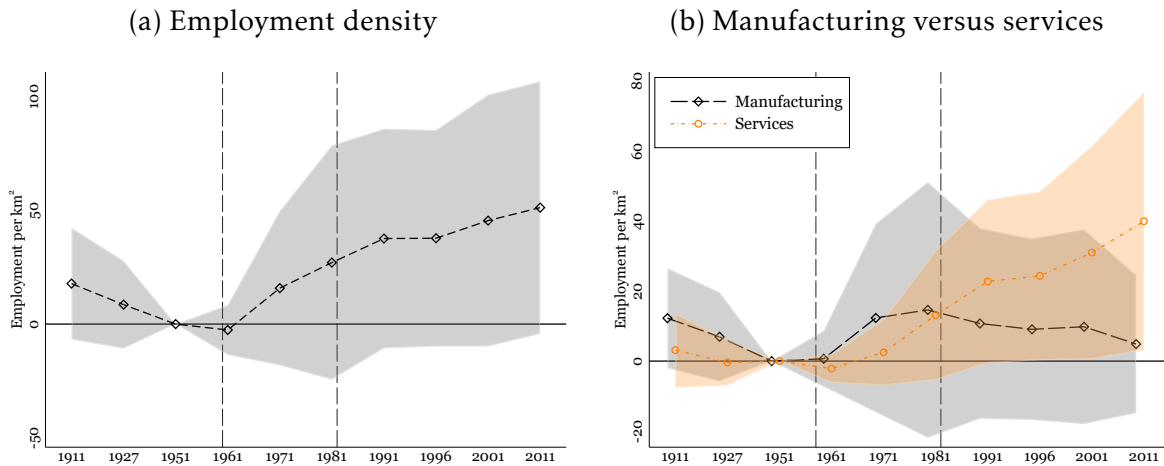 (a) Employment density
Employment per km²
100
50
0
-50
1911 1927 1951 1961 1971 1981 1991 1996 2001 2011
(b) Manufacturing versus services
Employment per km²
80
60
40
20
0
-20
Manufacturing
Services
1911 1927 1951 1961 1971 1981 1991 1996 2001 2011